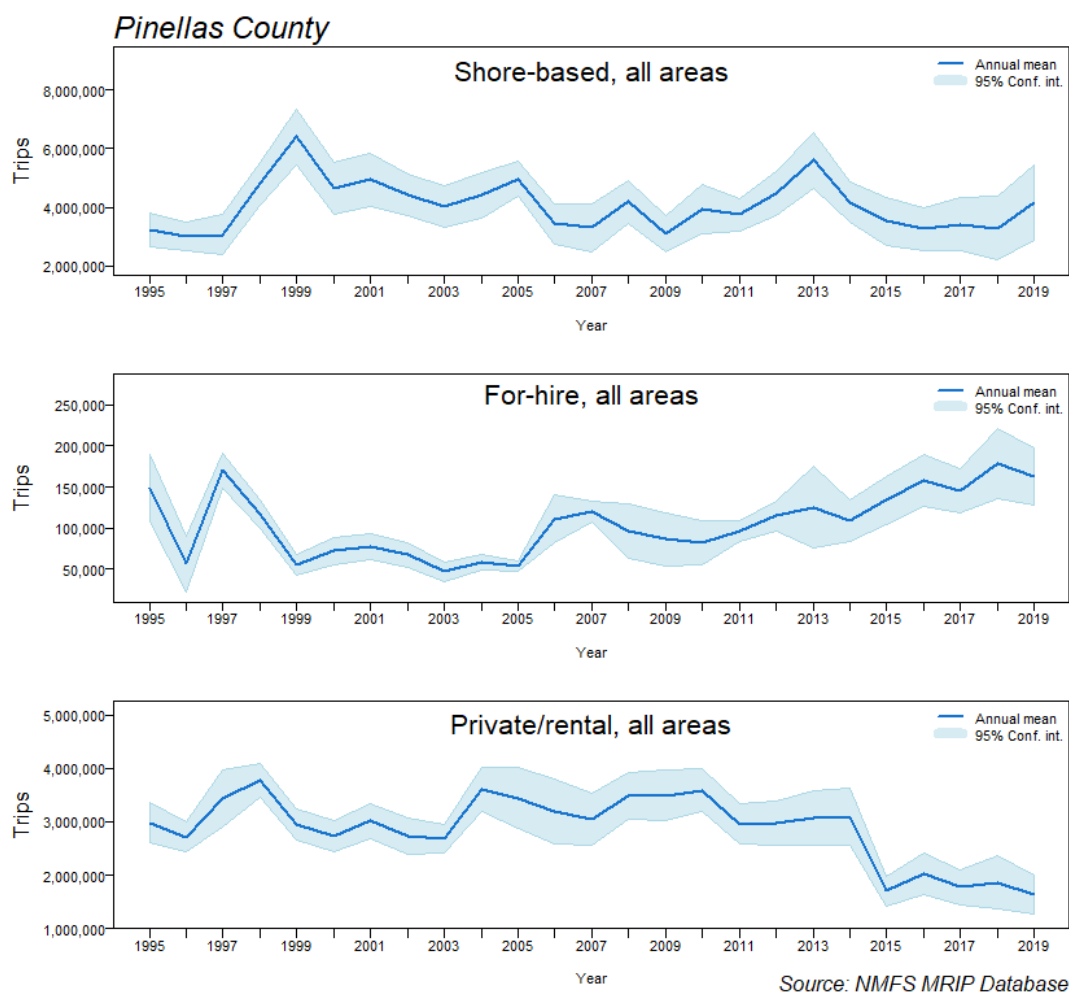 Pinellas County
Shore-based, all areas
Annual mean
95% Conf. int.
Trips
8,000,000
6,000,000
4,000,000
2,000,000
1995 1997 1999 2001 2003 2005 2007 2009 2011 2013 2015 2017 2019
Year
For-hire, all areas
Annual mean
95% Conf. int.
Trips
250,000
200,000
150,000
100,000
50,000
1995 1997 1999 2001 2003 2005 2007 2009 2011 2013 2015 2017 2019
Year
Private/rental, all areas
Annual mean
95% Conf. int.
Trips
5,000,000
4,000,000
3,000,000
2,000,000
1,000,000
1995 1997 1999 2001 2003 2005 2007 2009 2011 2013 2015 2017 2019
Year
Source: NMFS MRIP Database